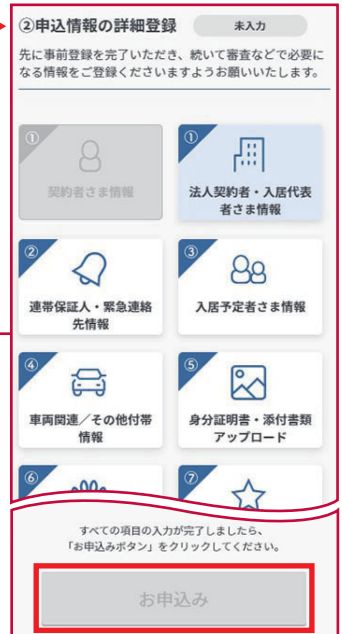 ②申込情報の詳細登録 未入力
先に事前登録を完了いただき、続いて審査などで必要に
なる情報をご登録くださいますようお願いいたします。
①
契約者さま情報
①
法人契約者・入居代表
者さま情報
②
連帯保証人・緊急連絡
先情報
③
入居予定者さま情報
④
車両関連／その他付帯
情報
⑤
身分証明書・添付書類
アップロード
⑥
⑦
すべての項目の入力が完了しましたら、
「お申込みボタン」をクリックしてください。
お申込み